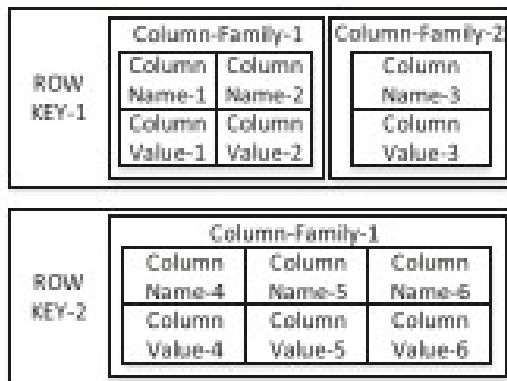 Column-Family-1 Column-Family-2
ROW KEY-1
Column Name-1 Column Name-2 Column Name-3
Column Value-1 Column Value-2 Column Value-3
Column-Family-1
ROW KEY-2
Column Name-4 Column Name-5 Column Name-6
Column Value-4 Column Value-5 Column Value-6